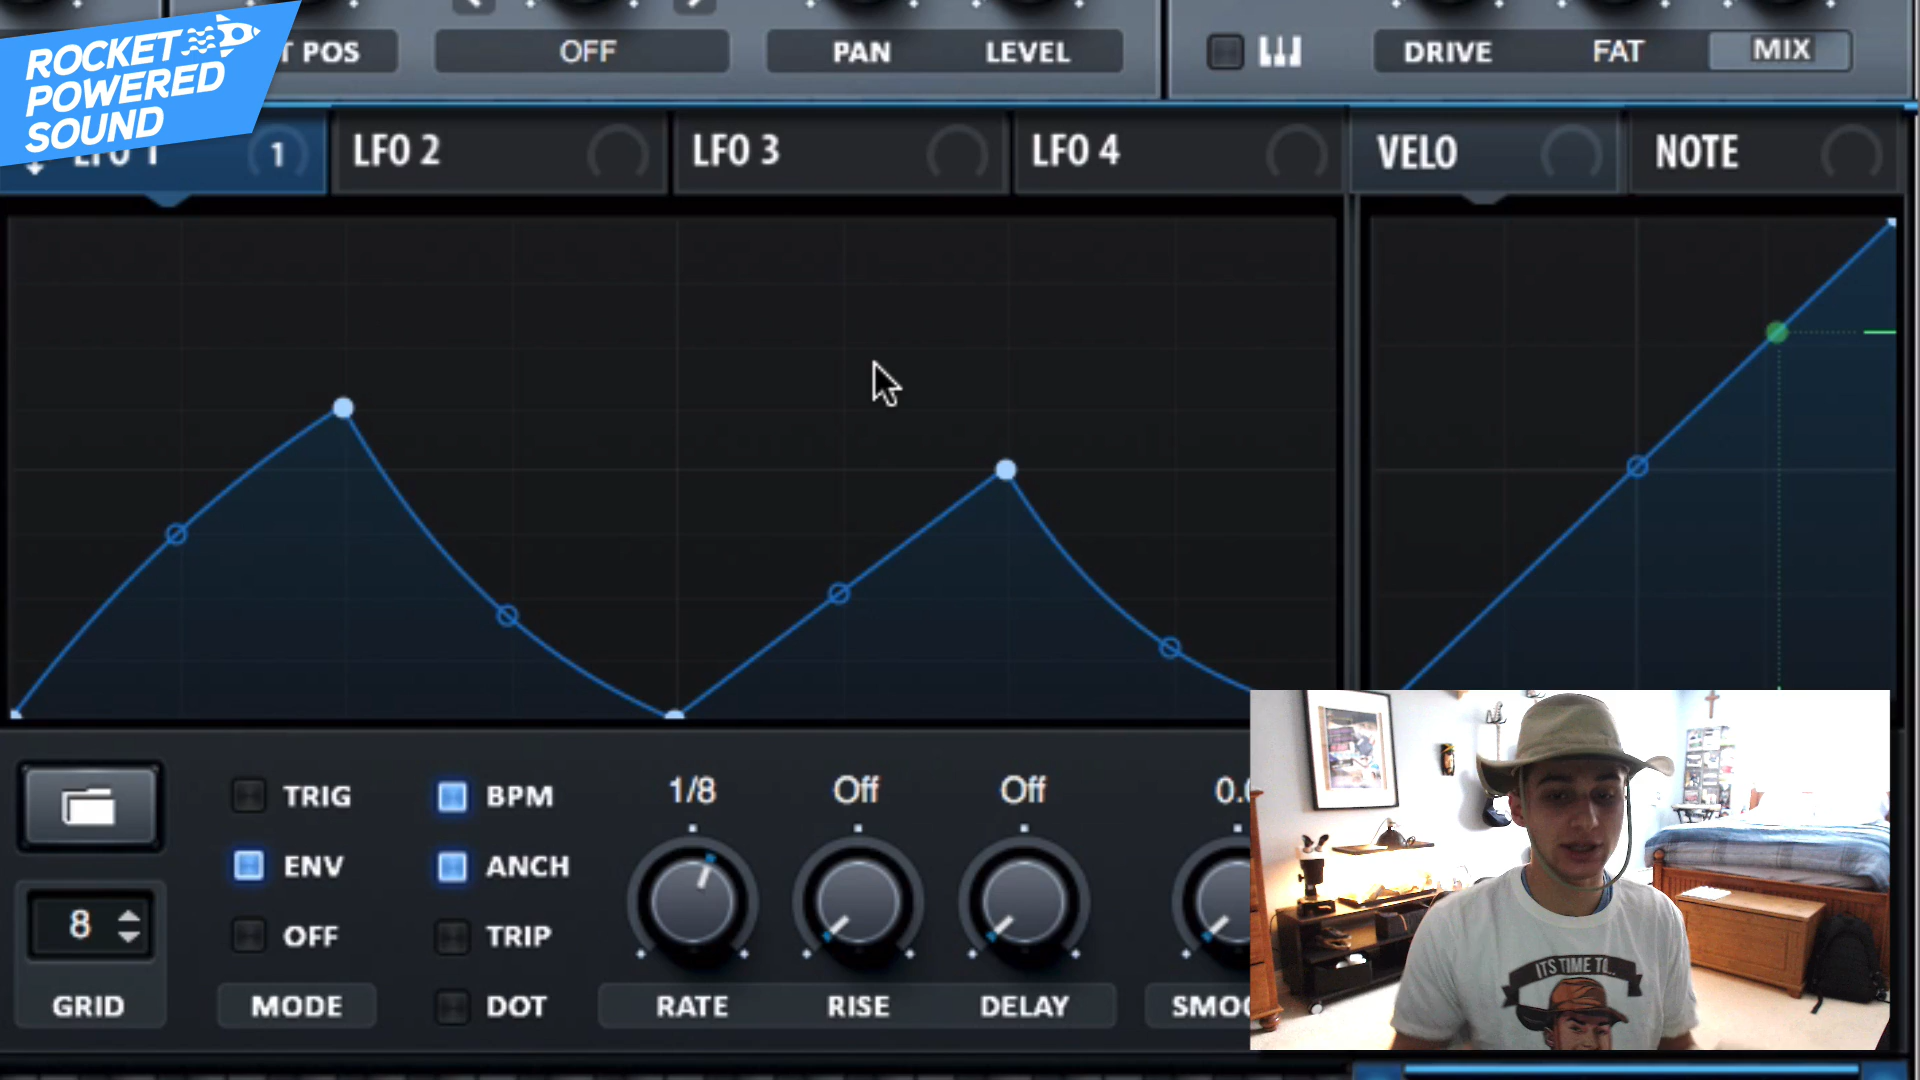 ROCKET
POWERED
SOUND
T POS
OFF
PAN
LEVEL
DRIVE
FAT
MIX
LFO 1
1
LFO 2
LFO 3
LFO 4
VELO
NOTE
TRIG
BPM
1/8
Off
Off
ENV
ANCH
8
OFF
TRIP
GRID
MODE
DOT
RATE
RISE
DELAY
ITS TIME TO..